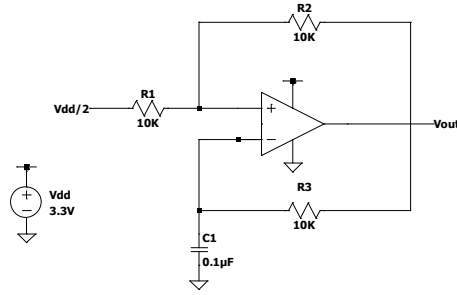 R2
10K
R1
Vdd/2
10K
+
−
Vout
R3
10K
Vdd
3.3V
+
−
C1
0.1µF